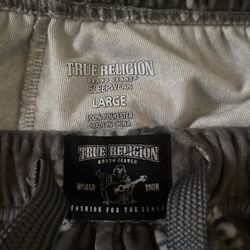 TRUE RELIGION
BRAND JEANS
SLEEPWEAR
LARGE
100% POLYESTER
MADE IN CHINA
TRUE RELIGION
BRAND JEANS
WORLD TOUR
FASHION FOR THE SENSES